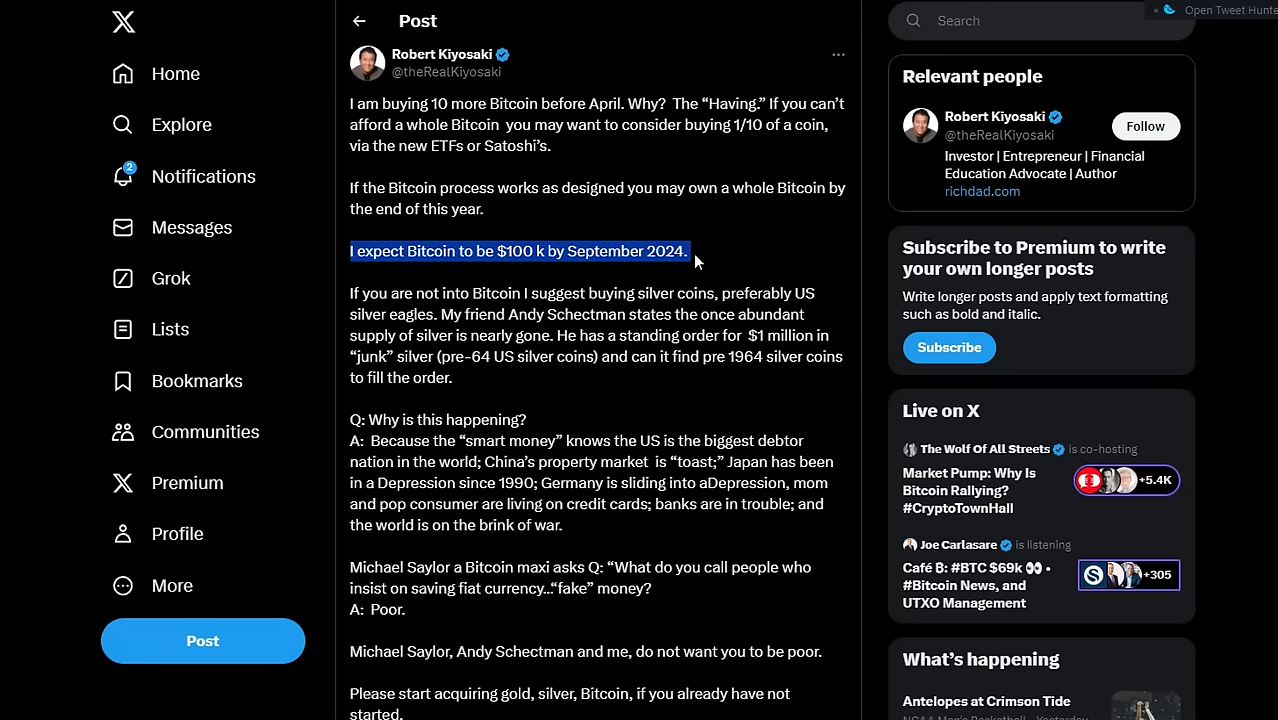 « Open Tweet Hunte
Home
Explore
2
Notifications
Messages
Grok
Lists
Bookmarks
Communities
Premium
Profile
More
Post
Post
Robert Kiyosaki
@theRealKiyosaki
I am buying 10 more Bitcoin before April. Why?  The “Having.” If you can’t
afford a whole Bitcoin  you may want to consider buying 1/10 of a coin,
via the new ETFs or Satoshi’s.
If the Bitcoin process works as designed you may own a whole Bitcoin by
the end of this year.
I expect Bitcoin to be $100 k by September 2024.
If you are not into Bitcoin I suggest buying silver coins, preferably US
silver eagles. My friend Andy Schectman states the once abundant
supply of silver is nearly gone. He has a standing order for  $1 million in
“junk” silver (pre-64 US silver coins) and can it find pre 1964 silver coins
to fill the order.
Q: Why is this happening?
A:  Because the “smart money” knows the US is the biggest debtor
nation in the world; China’s property market  is “toast;” Japan has been
in a Depression since 1990; Germany is sliding into aDepression, mom
and pop consumer are living on credit cards; banks are in trouble; and
the world is on the brink of war.
Michael Saylor a Bitcoin maxi asks Q: “What do you call people who
insist on saving fiat currency…“fake” money?
A:  Poor.
Michael Saylor, Andy Schectman and me, do not want you to be poor.
Please start acquiring gold, silver, Bitcoin, if you already have not
started.
Search
Relevant people
Robert Kiyosaki
@theRealKiyosaki
Follow
Investor | Entrepreneur | Financial
Education Advocate | Author
richdad.com
Subscribe to Premium to write
your own longer posts
Write longer posts and apply text formatting
such as bold and italic.
Subscribe
Live on X
The Wolf Of All Streets is co-hosting
Market Pump: Why Is
Bitcoin Rallying?
#CryptoTownHall
+5.4K
Joe Carlasare is listening
Café ₿: #BTC $69k 👀 •
#Bitcoin News, and
UTXO Management
+305
What’s happening
Antelopes at Crimson Tide
NCAA Men's Basketball · Yesterday